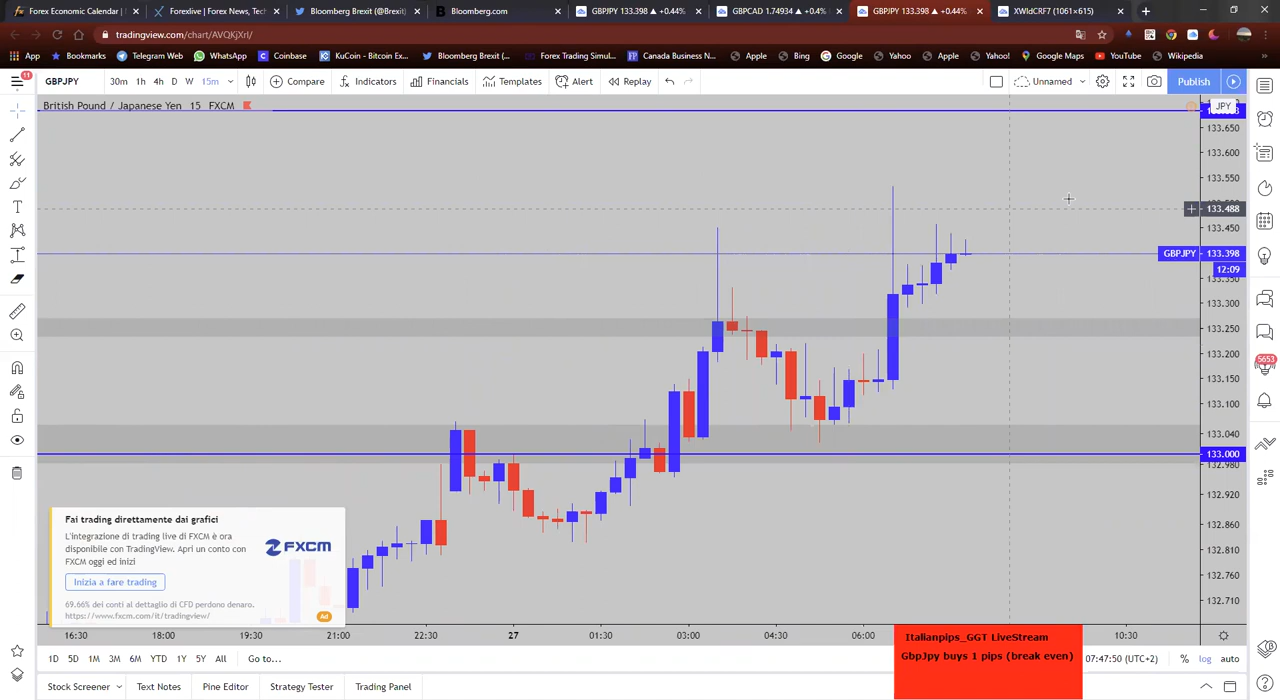 Forex Economic Calendar |
Forexlive | Forex News, Tech
Bloomberg Brexit (@Brexit)
Bloomberg.com
GBPJPY 133.398 ▲ +0.44%
GBPCAD 1.74934 ▲ +0.4%
GBPJPY 133.398 ▲ +0.44%
XWldCRF7 (1061×615)
tradingview.com/chart/AVQKjXrl/
App
Bookmarks
Telegram Web
WhatsApp
Coinbase
KuCoin - Bitcoin Ex...
Bloomberg Brexit (...
Forex Trading Simul...
Canada Business N...
Apple
Bing
Google
Yahoo
Apple
Yahoo!
Google Maps
YouTube
Wikipedia
11
GBPJPY
30m 1h 4h D W 15m
Compare
Indicators
Financials
Templates
Alert
Replay
Unnamed
Publish
British Pound / Japanese Yen 15 FXCM
JPY
133.650
133.600
133.550
133.488
133.450
GBPJPY 133.398
12:09
133.350
133.300
133.250
133.200
133.150
133.100
133.040
133.000
132.980
132.920
132.860
132.810
132.760
132.710
5653
Fai trading direttamente dai grafici
L'integrazione di trading live di FXCM è ora
disponibile con TradingView. Apri un conto con
FXCM oggi ed inizi
FXCM
Inizia a fare trading
69.66% dei conti al dettaglio di CFD perdono denaro.
https://www.fxcm.com/it/tradingview/
Ad
16:30 18:00 19:30 21:00 22:30 27 01:30 03:00 04:30 06:00 10:30
Italianpips_GGT LiveStream
GbpJpy buys 1 pips (break even)
1D 5D 1M 3M 6M YTD 1Y 5Y All Go to...
07:47:50 (UTC+2) % log auto
Stock Screener
Text Notes
Pine Editor
Strategy Tester
Trading Panel